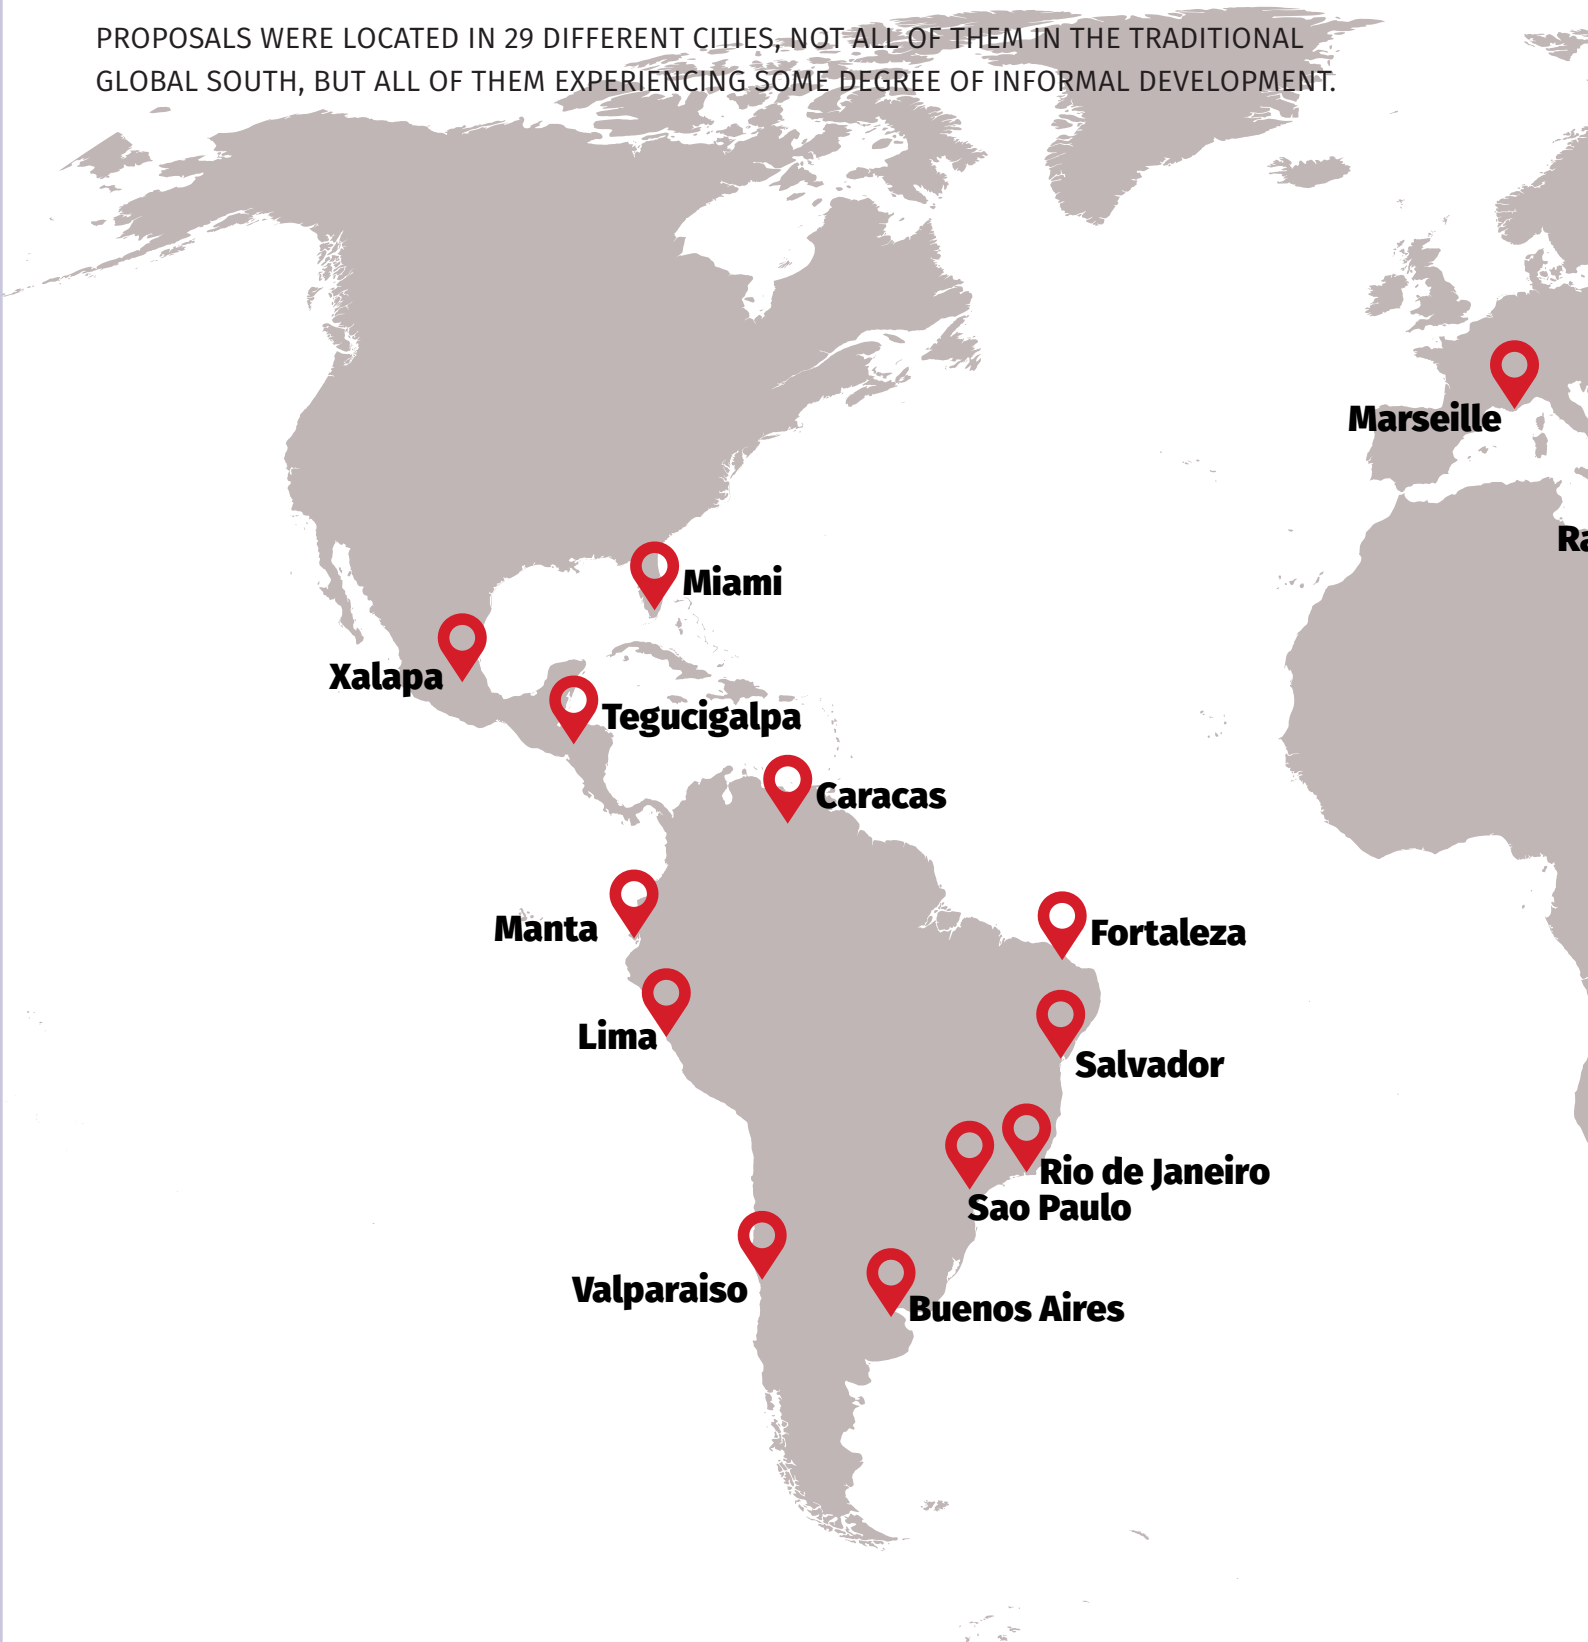 PROPOSALS WERE LOCATED IN 29 DIFFERENT CITIES, NOT ALL OF THEM IN THE TRADITIONAL
GLOBAL SOUTH, BUT ALL OF THEM EXPERIENCING SOME DEGREE OF INFORMAL DEVELOPMENT.
Marseille
Ra
Miami
Xalapa
Tegucigalpa
Caracas
Manta
Fortaleza
Lima
Salvador
Rio de Janeiro
Sao Paulo
Valparaiso
Buenos Aires